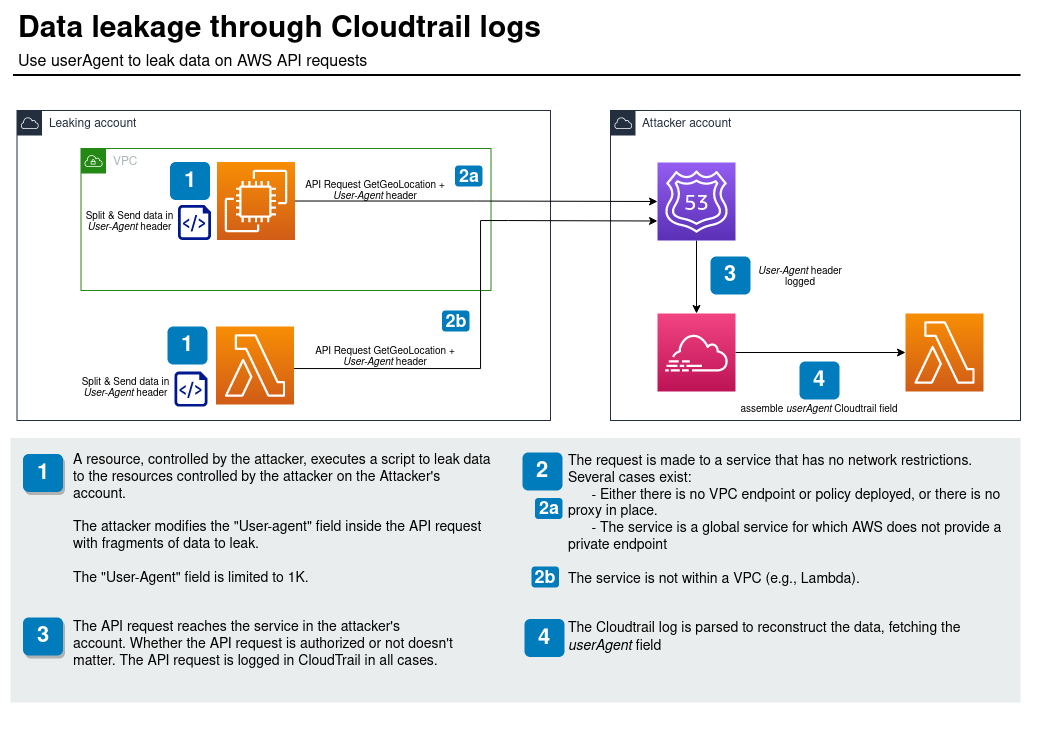 Data leakage through Cloudtrail logs
Use userAgent to leak data on AWS API requests
Leaking account
Attacker account
VPC
1
Split & Send data in
User-Agent header
</>
API Request GetGeoLocation +
User-Agent header
2a
53
3
User-Agent header
logged
1
Split & Send data in
User-Agent header
</>
2b
API Request GetGeoLocation +
User-Agent header
4
assemble userAgent Cloudtrail field
1
A resource, controlled by the attacker, executes a script to leak data
to the resources controlled by the attacker on the Attacker's
account.
The attacker modifies the "User-agent" field inside the API request
with fragments of data to leak.
The "User-Agent" field is limited to 1K.
2
The request is made to a service that has no network restrictions.
Several cases exist:
2a
- Either there is no VPC endpoint or policy deployed, or there is no
proxy in place.
- The service is a global service for which AWS does not provide a
private endpoint
2b
The service is not within a VPC (e.g., Lambda).
3
The API request reaches the service in the attacker's
account. Whether the API request is authorized or not doesn't
matter. The API request is logged in CloudTrail in all cases.
4
The Cloudtrail log is parsed to reconstruct the data, fetching the
userAgent field